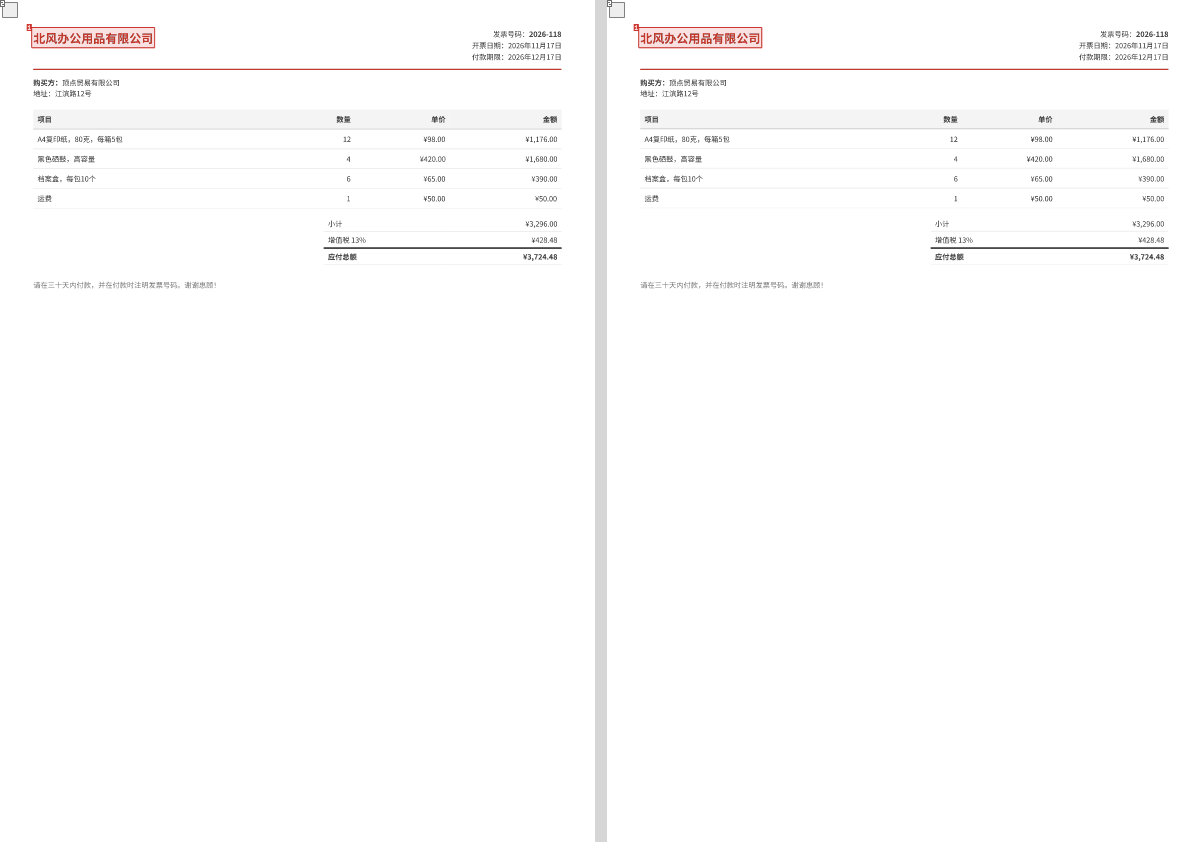 北风办公用品有限公司
发票号码：2026-118
开票日期：2026年11月17日
付款期限：2026年12月17日
购买方：顶点贸易有限公司
地址：江滨路12号
项目 数量 单价 金额
A4复印纸，80克，每箱5包 12 ¥98.00 ¥1,176.00
黑色硒鼓，高容量 4 ¥420.00 ¥1,680.00
档案盒，每包10个 6 ¥65.00 ¥390.00
运费 1 ¥50.00 ¥50.00
小计 ¥3,296.00
增值税 13% ¥428.48
应付总额 ¥3,724.48
请在三十天内付款，并在付款时注明发票号码。谢谢惠顾！
北风办公用品有限公司
发票号码：2026-118
开票日期：2026年11月17日
付款期限：2026年12月17日
购买方：顶点贸易有限公司
地址：江滨路12号
项目 数量 单价 金额
A4复印纸，80克，每箱5包 12 ¥98.00 ¥1,176.00
黑色硒鼓，高容量 4 ¥420.00 ¥1,680.00
档案盒，每包10个 6 ¥65.00 ¥390.00
运费 1 ¥50.00 ¥50.00
小计 ¥3,296.00
增值税 13% ¥428.48
应付总额 ¥3,724.48
请在三十天内付款，并在付款时注明发票号码。谢谢惠顾！